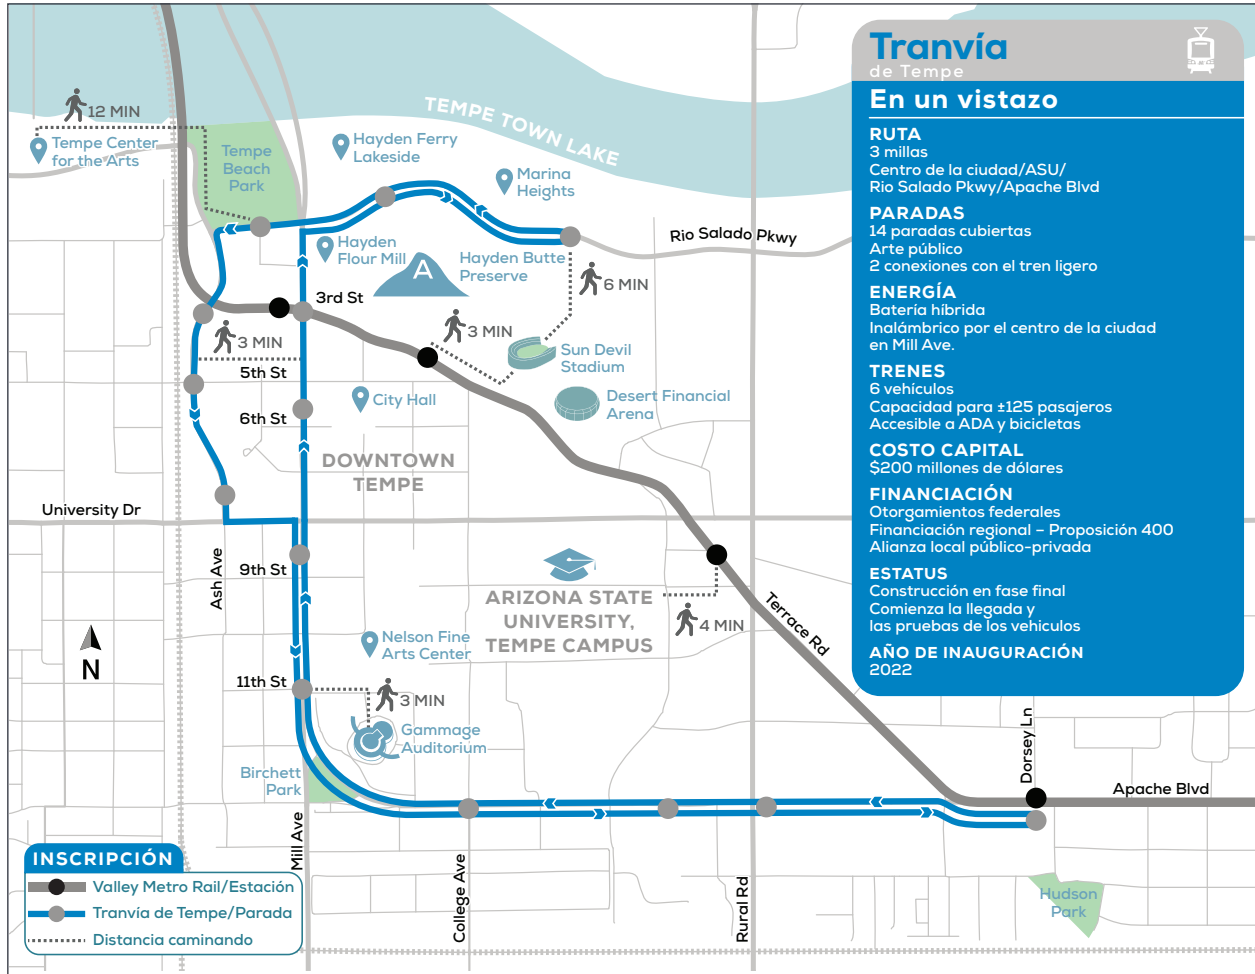 Tranvía
de Tempe
En un vistazo
RUTA
3 millas
Centro de la ciudad/ASU/
Rio Salado Pkwy/Apache Blvd
PARADAS
14 paradas cubiertas
Arte público
2 conexiones con el tren ligero
ENERGÍA
Batería híbrida
Inalámbrico por el centro de la ciudad
en Mill Ave.
TRENES
6 vehículos
Capacidad para ±125 pasajeros
Accesible a ADA y bicicletas
COSTO CAPITAL
$200 millones de dólares
FINANCIACIÓN
Otorgamientos federales
Financiación regional – Proposición 400
Alianza local público-privada
ESTATUS
Construcción en fase final
Comienza la llegada y
las pruebas de los vehiculos
AÑO DE INAUGURACIÓN
2022
12 MIN
Tempe Center
for the Arts
Tempe
Beach
Park
Hayden Ferry
Lakeside
TEMPE TOWN LAKE
Marina
Heights
Rio Salado Pkwy
Hayden
Flour Mill
A
Hayden Butte
Preserve
6 MIN
3rd St
3 MIN
3 MIN
Sun Devil
Stadium
5th St
City Hall
Desert Financial
Arena
6th St
DOWNTOWN
TEMPE
University Dr
Ash Ave
9th St
ARIZONA STATE
UNIVERSITY,
TEMPE CAMPUS
4 MIN
Terrace Rd
N
Nelson Fine
Arts Center
11th St
3 MIN
Gammage
Auditorium
Birchett
Park
Dorsey Ln
Apache Blvd
Mill Ave
College Ave
Rural Rd
Hudson
Park
INSCRIPCIÓN
Valley Metro Rail/Estación
Tranvía de Tempe/Parada
Distancia caminando